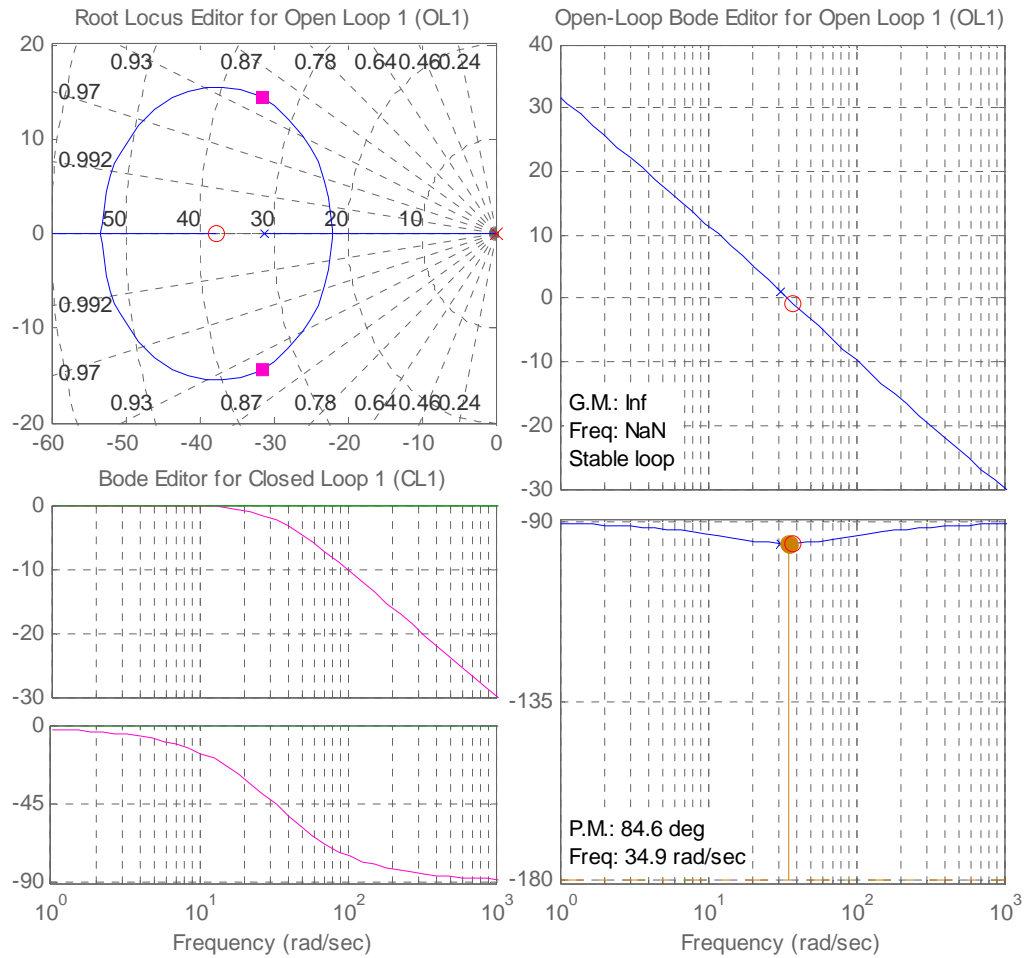 Root Locus Editor for Open Loop 1 (OL1)
20
10
0
-10
-20
0.93 0.87 0.78 0.64 0.46 0.24
0.97
0.992
50 40 30 20 10
0.992
0.97
0.93 0.87 0.78 0.64 0.46 0.24
-60 -50 -40 -30 -20 -10 0
Bode Editor for Closed Loop 1 (CL1)
0
-10
-20
-30
0
-45
-90
10^0 10^1 10^2 10^3
Frequency (rad/sec)
Open-Loop Bode Editor for Open Loop 1 (OL1)
40
30
20
10
0
-10
-20
-30
G.M.: Inf
Freq: NaN
Stable loop
-90
-135
-180
P.M.: 84.6 deg
Freq: 34.9 rad/sec
10^0 10^1 10^2 10^3
Frequency (rad/sec)